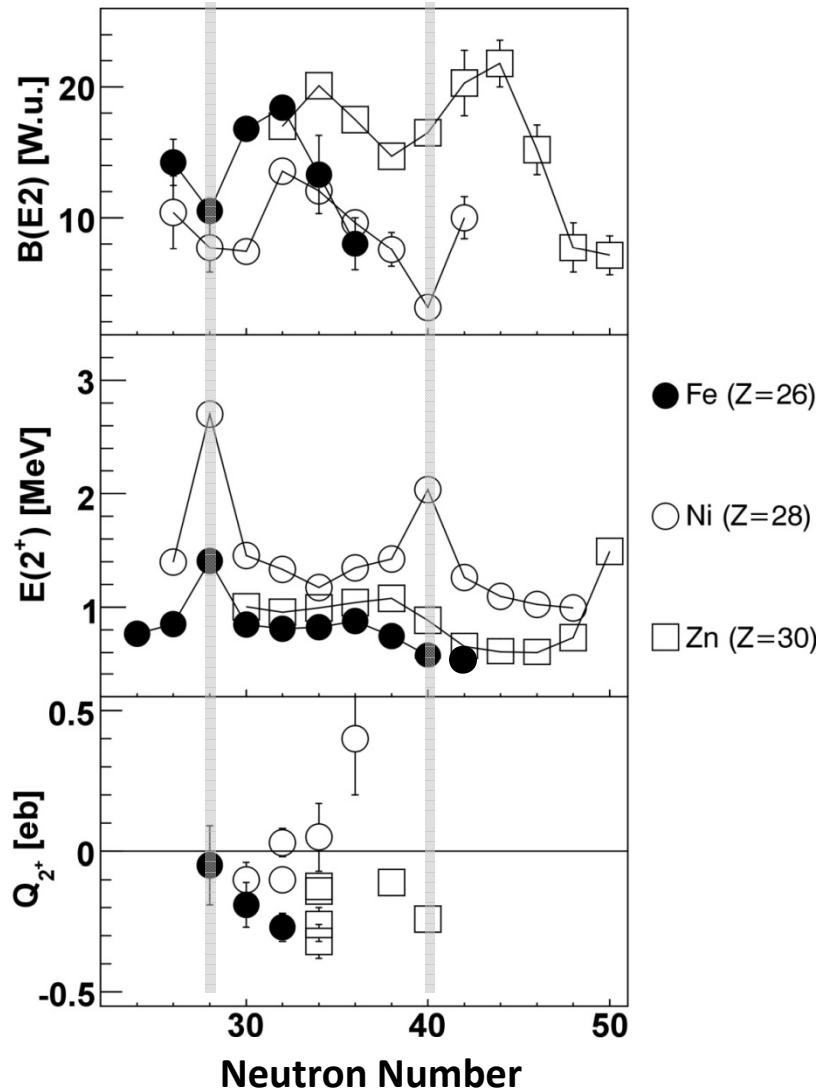 B(E2) [W.u.]
20
10
E(2⁺) [MeV]
3
2
1
Q₂⁺ [eb]
0.5
0
-0.5
30
40
50
Neutron Number
Fe (Z=26)
Ni (Z=28)
Zn (Z=30)